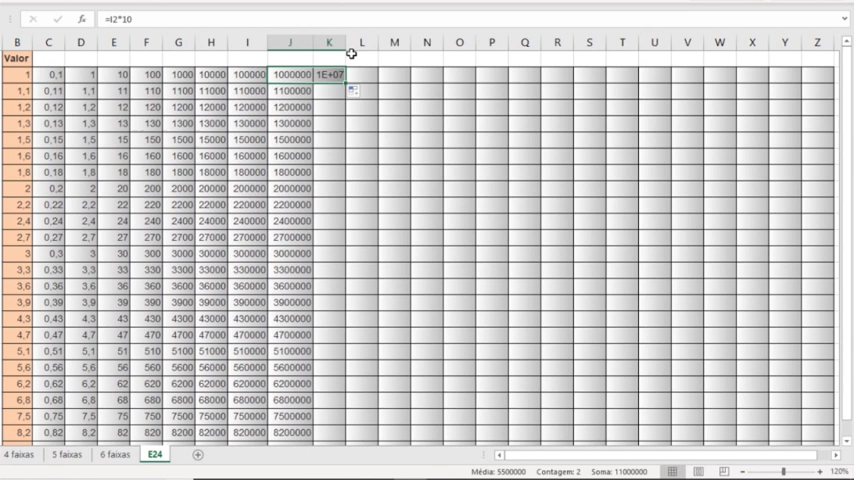 =I2*10
B C D E F G H I J K L M N O P Q R S T U V W X Y Z
Valor
1 0,1 1 10 100 1000 10000 100000 1000000 1E+07
1,1 0,11 1,1 11 110 1100 11000 110000 1100000
1,2 0,12 1,2 12 120 1200 12000 120000 1200000
1,3 0,13 1,3 13 130 1300 13000 130000 1300000
1,5 0,15 1,5 15 150 1500 15000 150000 1500000
1,6 0,16 1,6 16 160 1600 16000 160000 1600000
1,8 0,18 1,8 18 180 1800 18000 180000 1800000
2 0,2 2 20 200 2000 20000 200000 2000000
2,2 0,22 2,2 22 220 2200 22000 220000 2200000
2,4 0,24 2,4 24 240 2400 24000 240000 2400000
2,7 0,27 2,7 27 270 2700 27000 270000 2700000
3 0,3 3 30 300 3000 30000 300000 3000000
3,3 0,33 3,3 33 330 3300 33000 330000 3300000
3,6 0,36 3,6 36 360 3600 36000 360000 3600000
3,9 0,39 3,9 39 390 3900 39000 390000 3900000
4,3 0,43 4,3 43 430 4300 43000 430000 4300000
4,7 0,47 4,7 47 470 4700 47000 470000 4700000
5,1 0,51 5,1 51 510 5100 51000 510000 5100000
5,6 0,56 5,6 56 560 5600 56000 560000 5600000
6,2 0,62 6,2 62 620 6200 62000 620000 6200000
6,8 0,68 6,8 68 680 6800 68000 680000 6800000
7,5 0,75 7,5 75 750 7500 75000 750000 7500000
8,2 0,82 8,2 82 820 8200 82000 820000 8200000
4 faixas 5 faixas 6 faixas E24
Média: 5500000 Contagem: 2 Soma: 11000000 120%